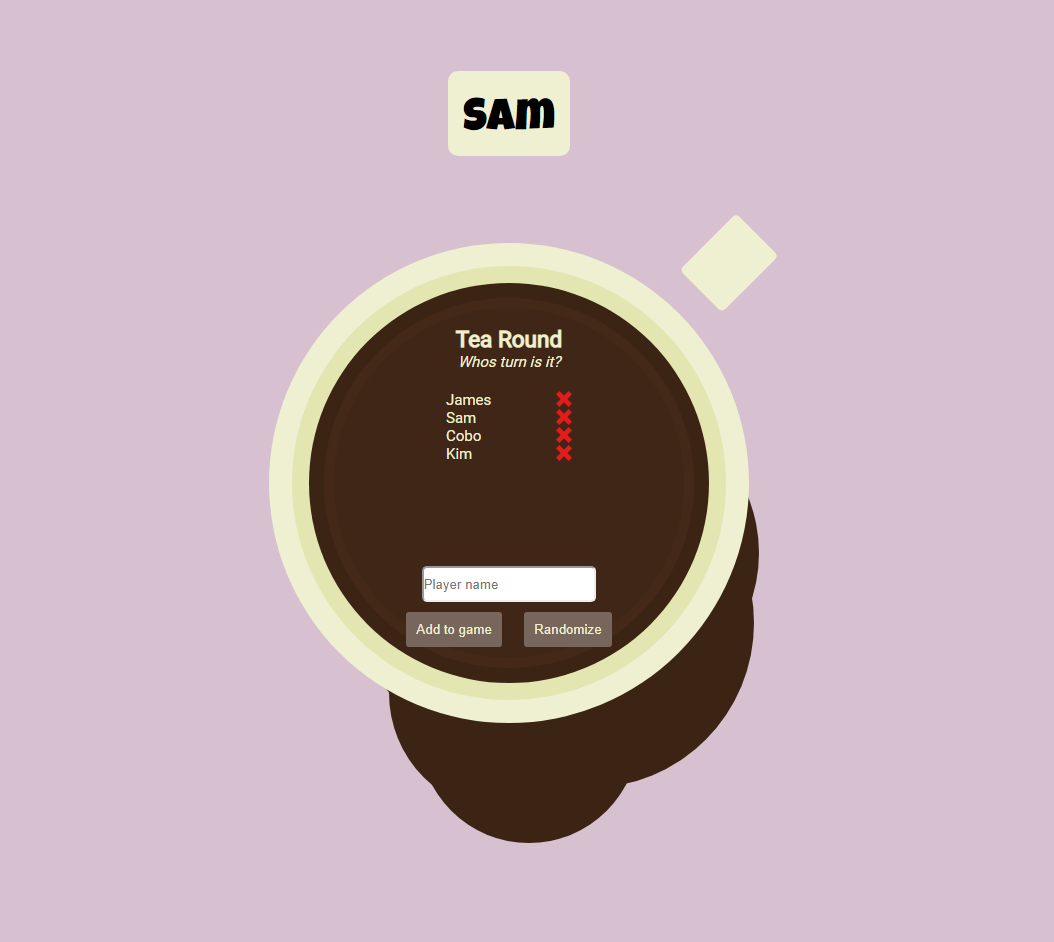 Sam
Tea Round
Whos turn is it?
James
Sam
Cobo
Kim
Player name
Add to game Randomize